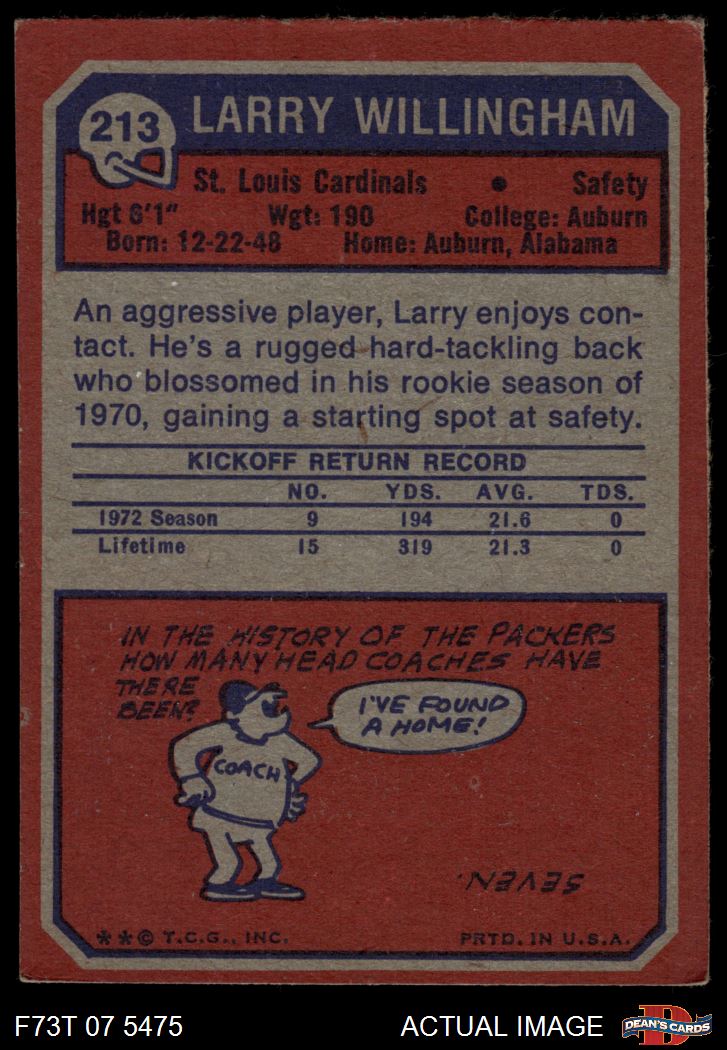 213
LARRY WILLINGHAM
St. Louis Cardinals • Safety
Hgt 6'1" Wgt: 190 College: Auburn
Born: 12-22-48 Home: Auburn, Alabama
An aggressive player, Larry enjoys con-
tact. He's a rugged hard-tackling back
who blossomed in his rookie season of
1970, gaining a starting spot at safety.
KICKOFF RETURN RECORD
NO. YDS. AVG. TDS.
1972 Season 9 194 21.6 0
Lifetime 15 319 21.3 0
IN THE HISTORY OF THE PACKERS
HOW MANY HEAD COACHES HAVE
THERE
BEEN?
I'VE FOUND
A HOME!
COACH
SEVEN.
**© T.C.G., INC. PRTD. IN U.S.A.
F73T 07 5475 ACTUAL IMAGE
D
DEAN'S CARDS